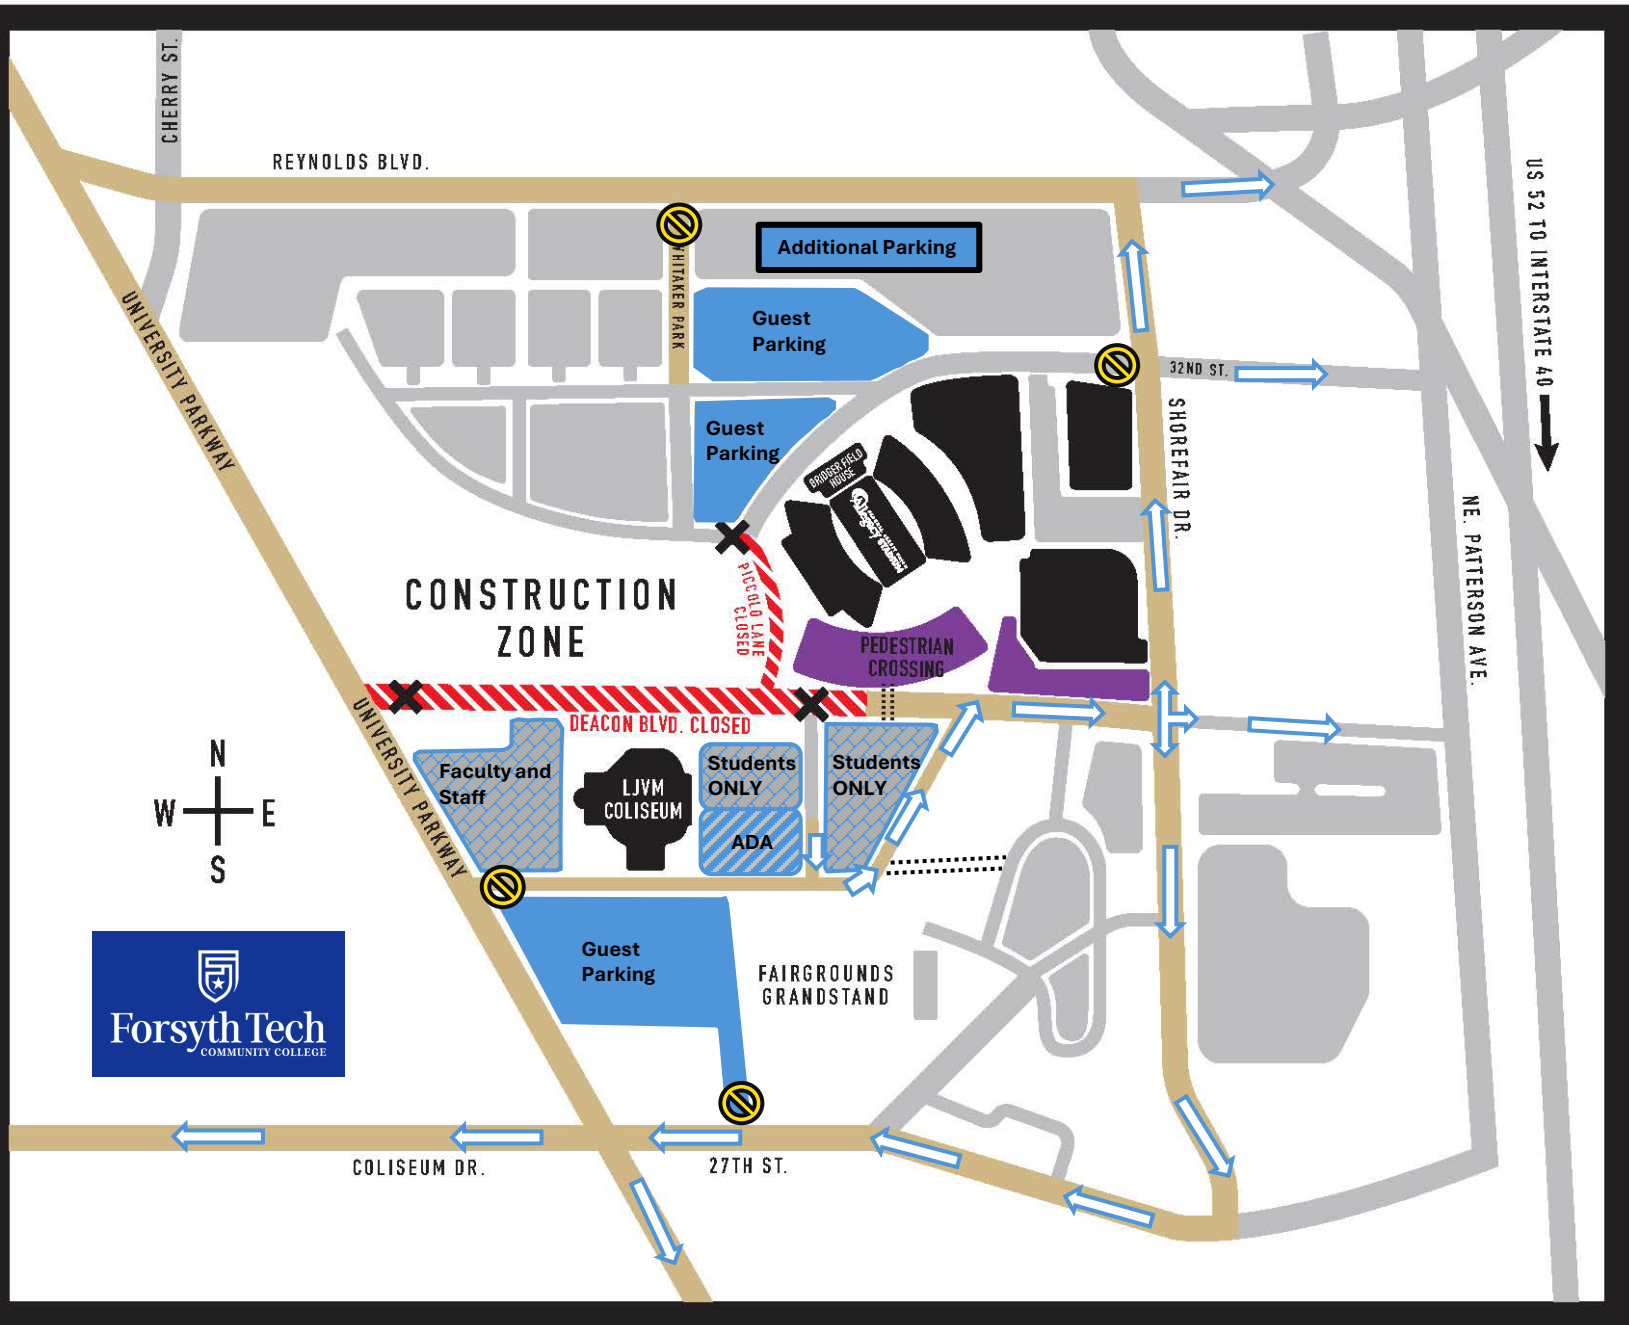 CHERRY ST.
REYNOLDS BLVD.
US 52 TO INTERSTATE 40
Additional Parking
WHITAKER PARK
Guest
Parking
UNIVERSITY PARKWAY
32ND ST.
SHOREFAIR DR.
Guest
Parking
BRIDGER FIELD
HOUSE
NE. PATTERSON AVE.
CONSTRUCTION
ZONE
PICCOLO LANE
CLOSED
PEDESTRIAN
CROSSING
DEACON BLVD. CLOSED
UNIVERSITY PARKWAY
N
W
E
S
Faculty and
Staff
LJVM
COLISEUM
Students
ONLY
Students
ONLY
ADA
Guest
Parking
FAIRGROUNDS
GRANDSTAND
Forsyth Tech
COMMUNITY COLLEGE
COLISEUM DR.
27TH ST.